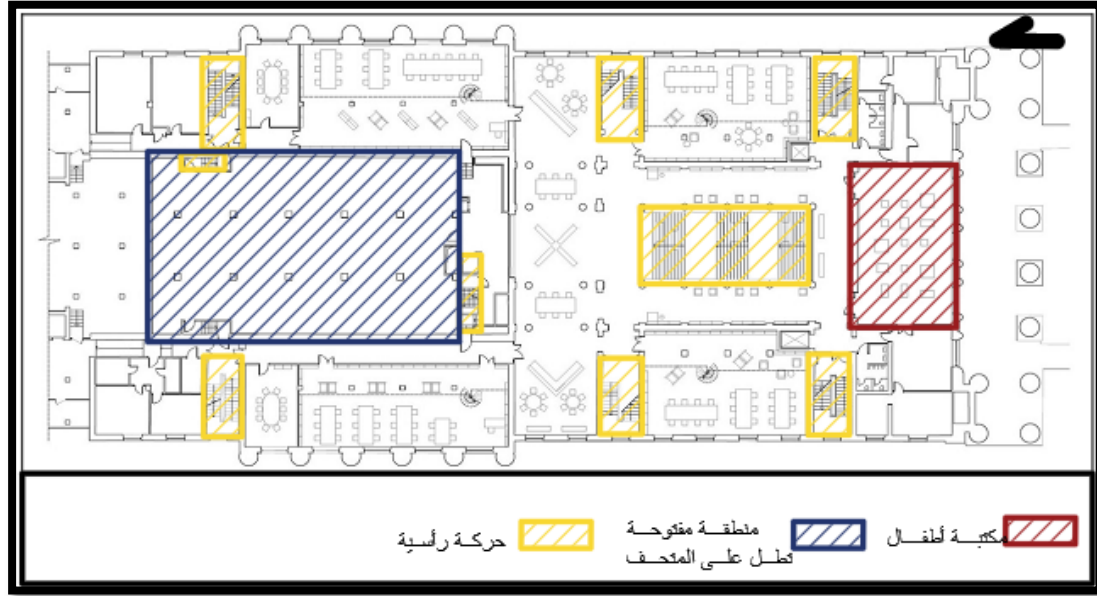 مكتبة أطفال
منطقة مفتوحة
تطل على المتحف
حركة رأسية